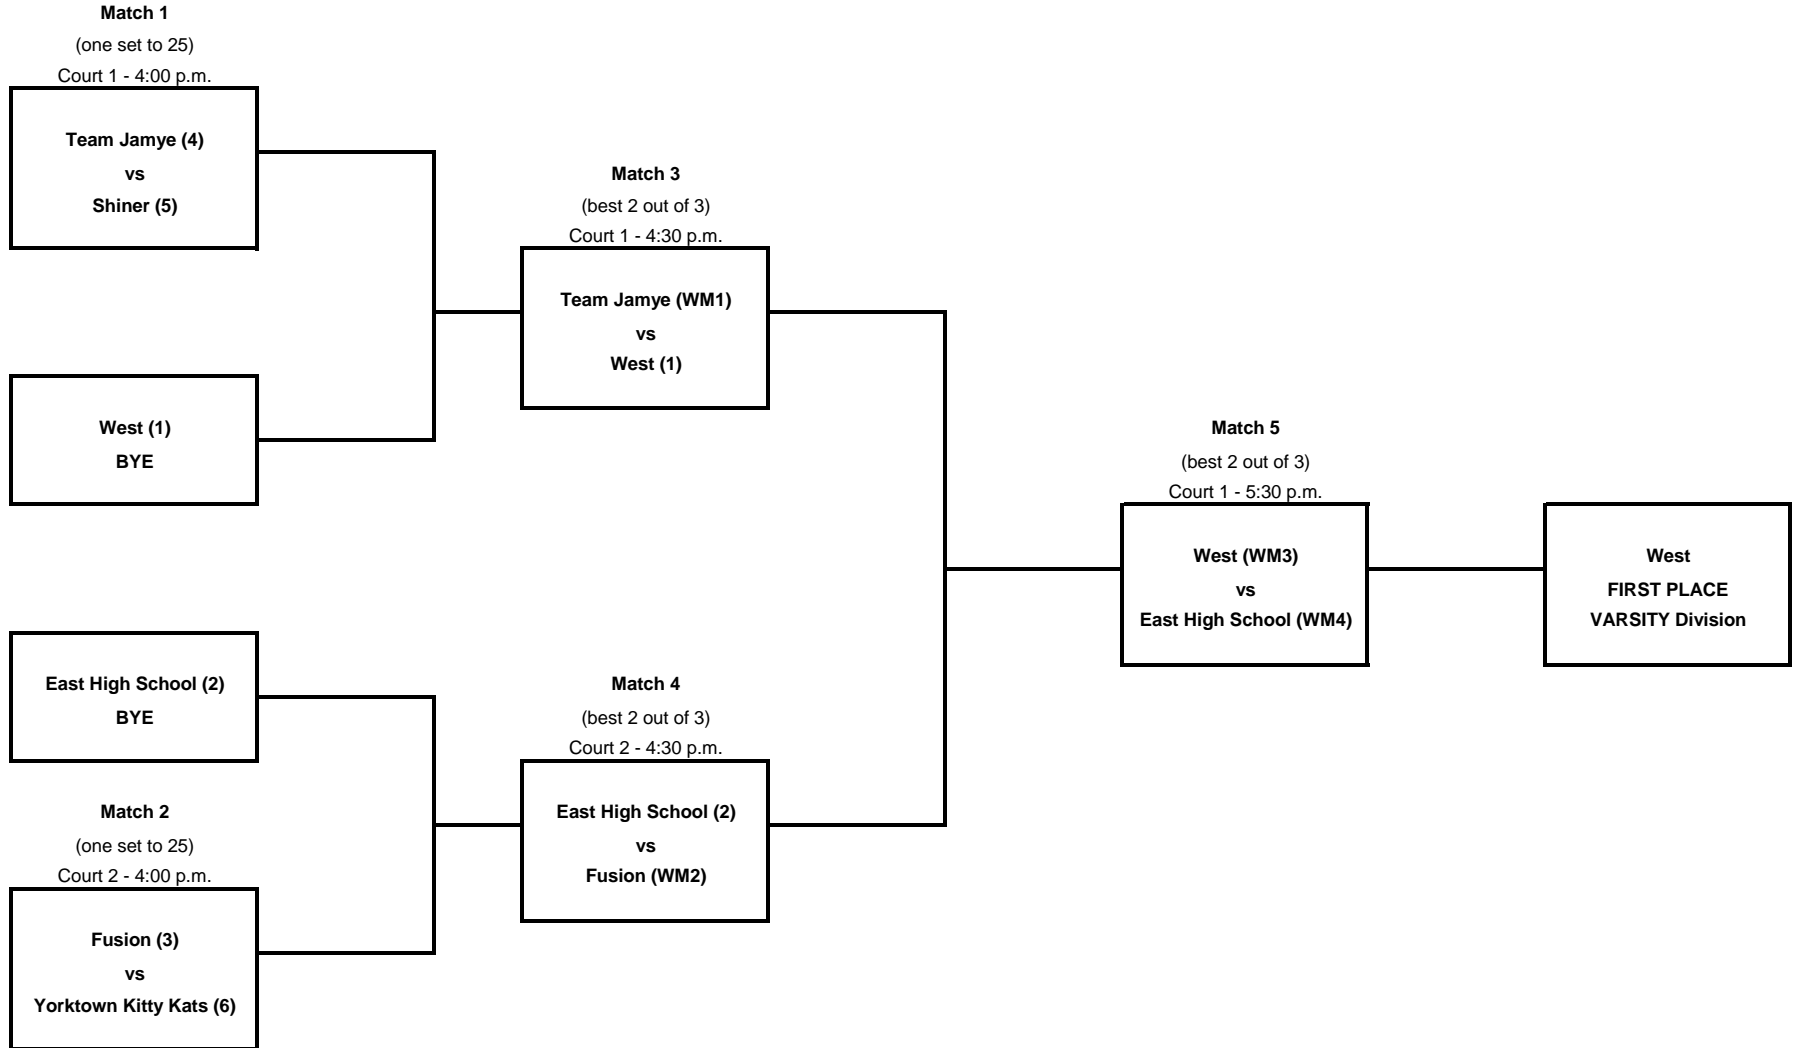 Match 1
(one set to 25)
Court 1 - 4:00 p.m.
Team Jamye (4)
vs
Shiner (5)
West (1)
BYE
East High School (2)
BYE
Match 2
(one set to 25)
Court 2 - 4:00 p.m.
Fusion (3)
vs
Yorktown Kitty Kats (6)
Match 3
(best 2 out of 3)
Court 1 - 4:30 p.m.
Team Jamye (WM1)
vs
West (1)
Match 4
(best 2 out of 3)
Court 2 - 4:30 p.m.
East High School (2)
vs
Fusion (WM2)
Match 5
(best 2 out of 3)
Court 1 - 5:30 p.m.
West (WM3)
vs
East High School (WM4)
West
FIRST PLACE
VARSITY Division